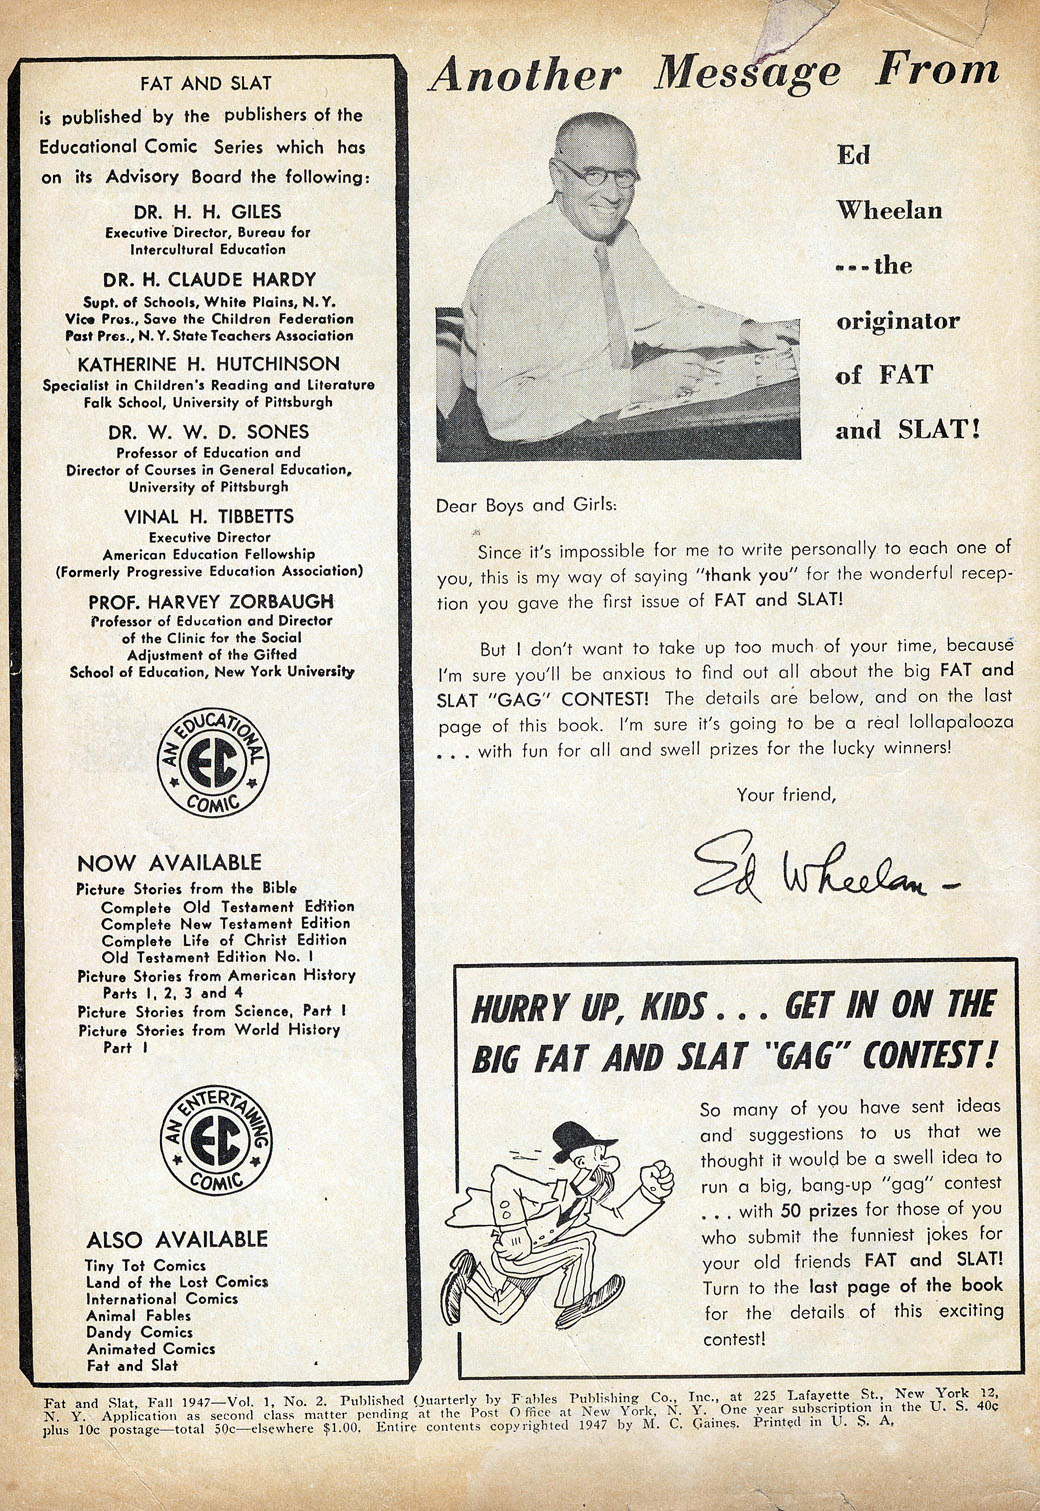 FAT AND SLAT
is published by the publishers of the
Educational Comic Series which has
on its Advisory Board the following:
DR. H. H. GILES
Executive Director, Bureau for
Intercultural Education
DR. H. CLAUDE HARDY
Supt. of Schools, White Plains, N. Y.
Vice Pres., Save the Children Federation
Past Pres., N. Y. State Teachers Association
KATHERINE H. HUTCHINSON
Specialist in Children's Reading and Literature
Falk School, University of Pittsburgh
DR. W. W. D. SONES
Professor of Education and
Director of Courses in General Education,
University of Pittsburgh
VINAL H. TIBBETTS
Executive Director
American Education Fellowship
(Formerly Progressive Education Association)
PROF. HARVEY ZORBAUGH
Professor of Education and Director
of the Clinic for the Social
Adjustment of the Gifted
School of Education, New York University
AN EDUCATIONAL
EC
COMIC
NOW AVAILABLE
Picture Stories from the Bible
Complete Old Testament Edition
Complete New Testament Edition
Complete Life of Christ Edition
Old Testament Edition No. 1
Picture Stories from American History
Parts 1, 2, 3 and 4
Picture Stories from Science, Part 1
Picture Stories from World History
Part 1
AN ENTERTAINING
EC
COMIC
ALSO AVAILABLE
Tiny Tot Comics
Land of the Lost Comics
International Comics
Animal Fables
Dandy Comics
Animated Comics
Fat and Slat
Another Message From
Ed
Wheelan
---the
originator
of FAT
and SLAT!
Dear Boys and Girls:
Since it's impossible for me to write personally to each one of
you, this is my way of saying "thank you" for the wonderful recep-
tion you gave the first issue of FAT and SLAT!
But I don't want to take up too much of your time, because
I'm sure you'll be anxious to find out all about the big FAT and
SLAT "GAG" CONTEST! The details are below, and on the last
page of this book. I'm sure it's going to be a real lollapalooza
. . . with fun for all and swell prizes for the lucky winners!
Your friend,
Ed Wheelan -
HURRY UP, KIDS . . . GET IN ON THE
BIG FAT AND SLAT "GAG" CONTEST!
So many of you have sent ideas
and suggestions to us that we
thought it would be a swell idea to
run a big, bang-up "gag" contest
. . . with 50 prizes for those of you
who submit the funniest jokes for
your old friends FAT and SLAT!
Turn to the last page of the book
for the details of this exciting
contest!
Fat and Slat, Fall 1947—Vol. 1, No. 2. Published Quarterly by Fables Publishing Co., Inc., at 225 Lafayette St., New York 12,
N. Y. Application as second class matter pending at the Post Office at New York, N. Y. One year subscription in the U. S. 40¢
plus 10c postage—total 50c—elsewhere $1.00. Entire contents copyrighted 1947 by M. C. Gaines. Printed in U. S. A.